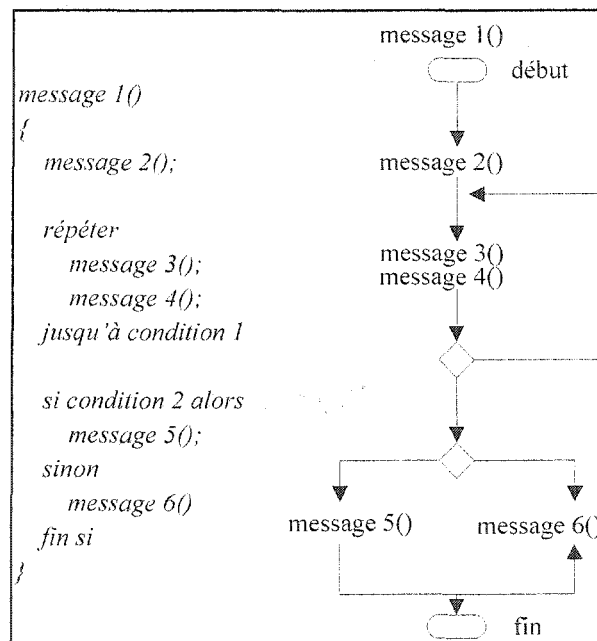 message 1()
{
message 2();
répéter
message 3();
message 4();
jusqu'à condition 1
si condition 2 alors
message 5();
sinon
message 6()
fin si
}
message 1()
début
message 2()
message 3()
message 4()
message 5()
message 6()
fin